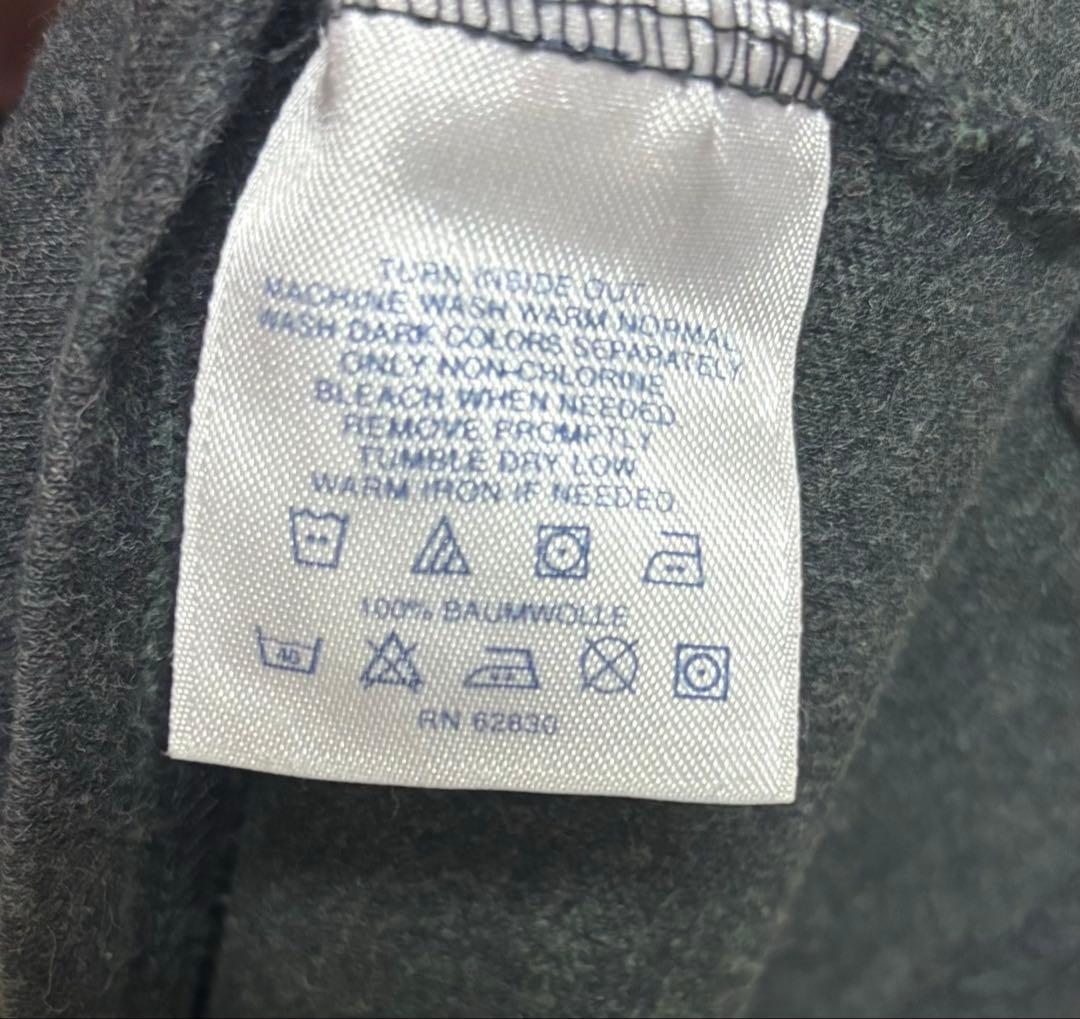 TURN INSIDE OUT
MACHINE WASH WARM NORMAL
WASH DARK COLORS SEPARATELY
ONLY NON-CHLORINE
BLEACH WHEN NEEDED
REMOVE PROMPTLY
TUMBLE DRY LOW
WARM IRON IF NEEDED
100% BAUMWOLLE
40
RN 62830